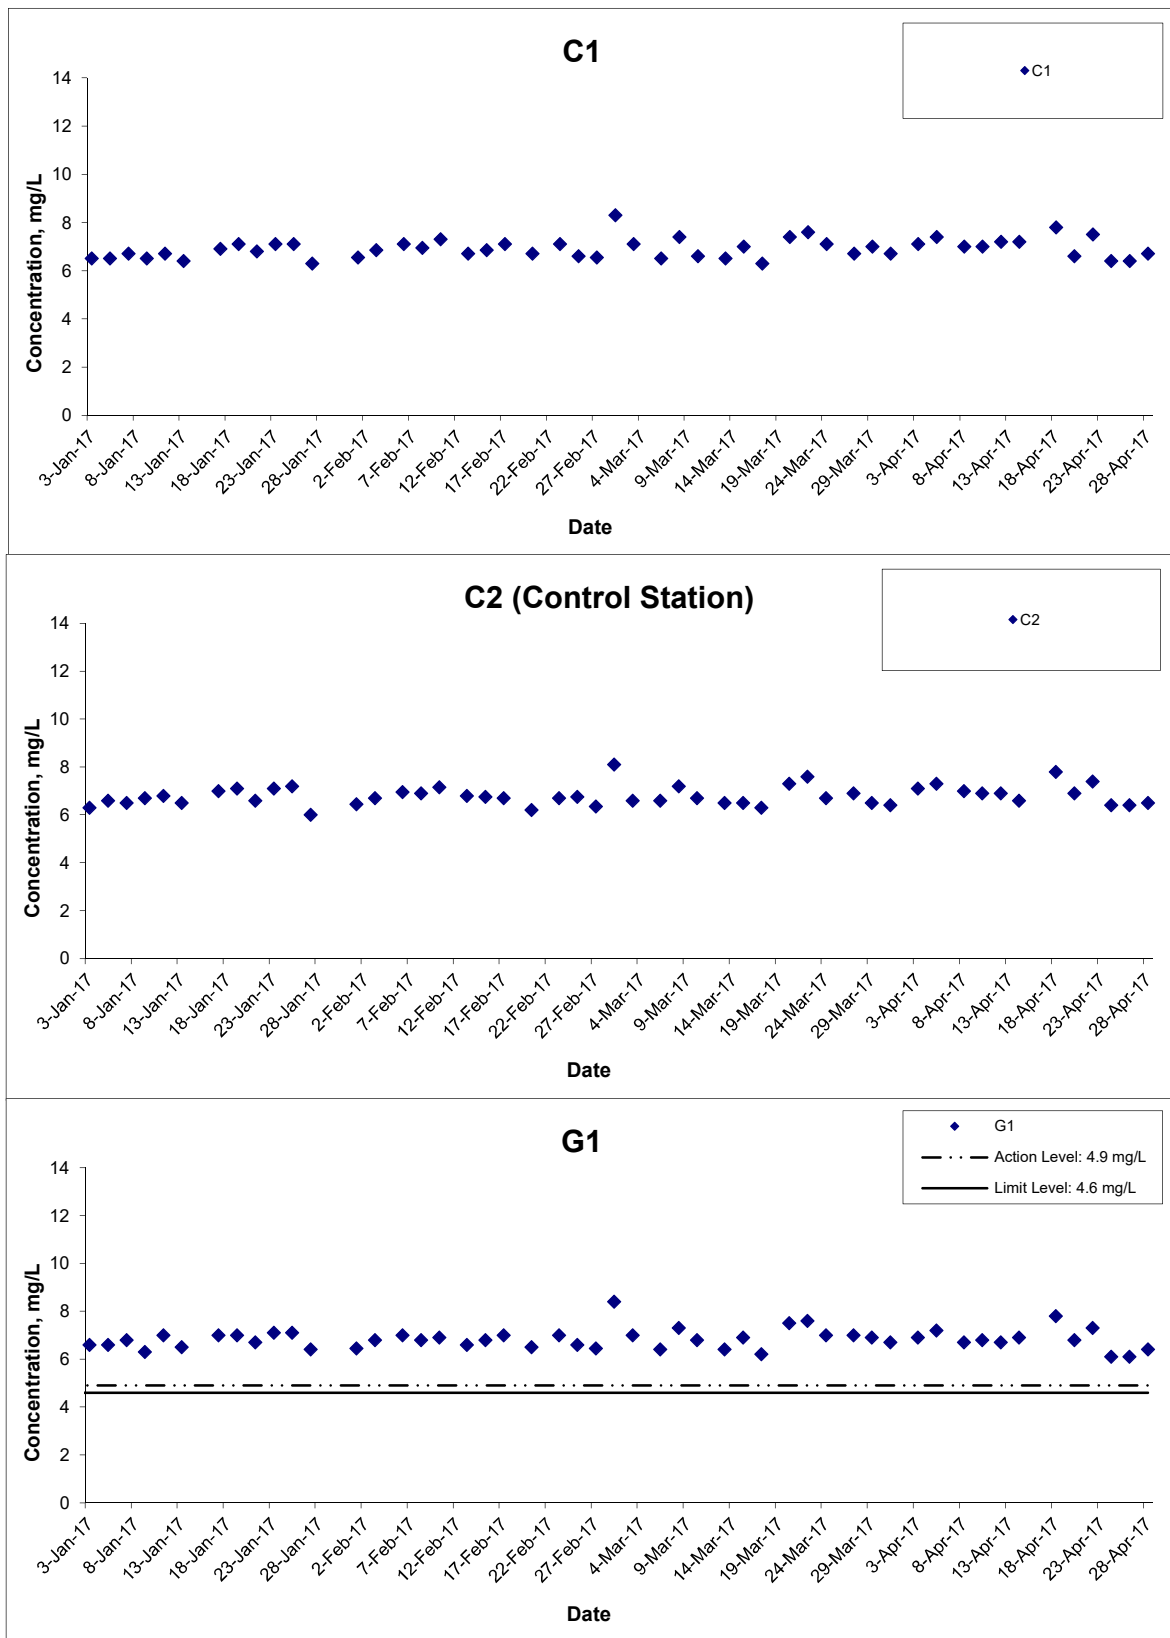 C1
C1
14
12
10
8
6
4
2
0
Concentration, mg/L
3-Jan-17
8-Jan-17
13-Jan-17
18-Jan-17
23-Jan-17
28-Jan-17
2-Feb-17
7-Feb-17
12-Feb-17
17-Feb-17
22-Feb-17
27-Feb-17
4-Mar-17
9-Mar-17
14-Mar-17
19-Mar-17
24-Mar-17
29-Mar-17
3-Apr-17
8-Apr-17
13-Apr-17
18-Apr-17
23-Apr-17
28-Apr-17
Date
C2 (Control Station)
C2
14
12
10
8
6
4
2
0
Concentration, mg/L
3-Jan-17
8-Jan-17
13-Jan-17
18-Jan-17
23-Jan-17
28-Jan-17
2-Feb-17
7-Feb-17
12-Feb-17
17-Feb-17
22-Feb-17
27-Feb-17
4-Mar-17
9-Mar-17
14-Mar-17
19-Mar-17
24-Mar-17
29-Mar-17
3-Apr-17
8-Apr-17
13-Apr-17
18-Apr-17
23-Apr-17
28-Apr-17
Date
G1
G1
Action Level: 4.9 mg/L
Limit Level: 4.6 mg/L
14
12
10
8
6
4
2
0
Concentration, mg/L
3-Jan-17
8-Jan-17
13-Jan-17
18-Jan-17
23-Jan-17
28-Jan-17
2-Feb-17
7-Feb-17
12-Feb-17
17-Feb-17
22-Feb-17
27-Feb-17
4-Mar-17
9-Mar-17
14-Mar-17
19-Mar-17
24-Mar-17
29-Mar-17
3-Apr-17
8-Apr-17
13-Apr-17
18-Apr-17
23-Apr-17
28-Apr-17
Date